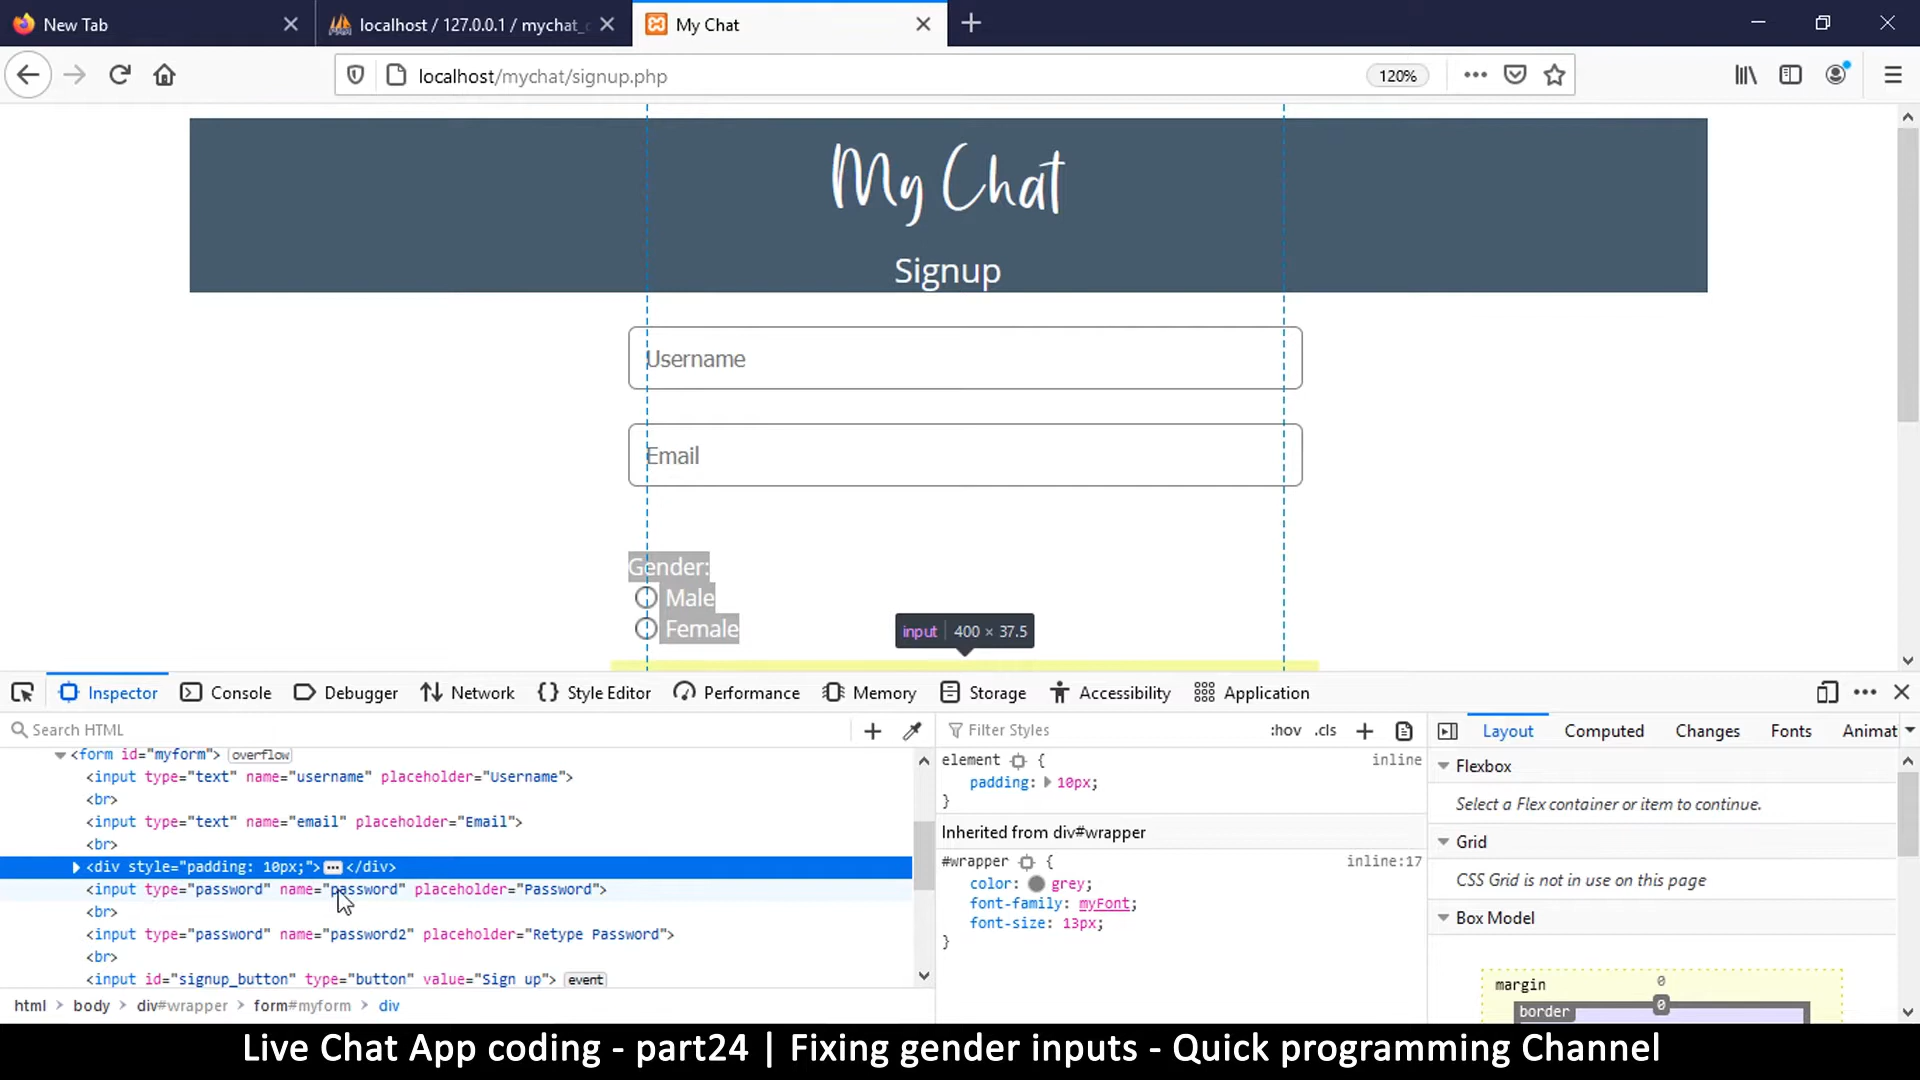 New Tab
localhost / 127.0.0.1 / mychat_
My Chat
localhost/mychat/signup.php
120%
My Chat
Signup
Username
Email
Gender:
Male
Female
input 400 × 37.5
Inspector Console Debugger Network Style Editor Performance Memory Storage Accessibility Application
Search HTML
Filter Styles :hov .cls
Layout Computed Changes Fonts Animat
<form id="myform"> overflow
<input type="text" name="username" placeholder="Username">
<br>
<input type="text" name="email" placeholder="Email">
<br>
<div style="padding: 10px;"> ••• </div>
<input type="password" name="password" placeholder="Password">
<br>
<input type="password" name="password2" placeholder="Retype Password">
<br>
<input id="signup_button" type="button" value="Sign up"> event
html > body > div#wrapper > form#myform > div
element { inline
padding: 10px;
}
Inherited from div#wrapper
#wrapper { inline:17
color: grey;
font-family: myFont;
font-size: 13px;
}
Flexbox
Select a Flex container or item to continue.
Grid
CSS Grid is not in use on this page
Box Model
margin 0
border 0
Live Chat App coding - part24 | Fixing gender inputs - Quick programming Channel